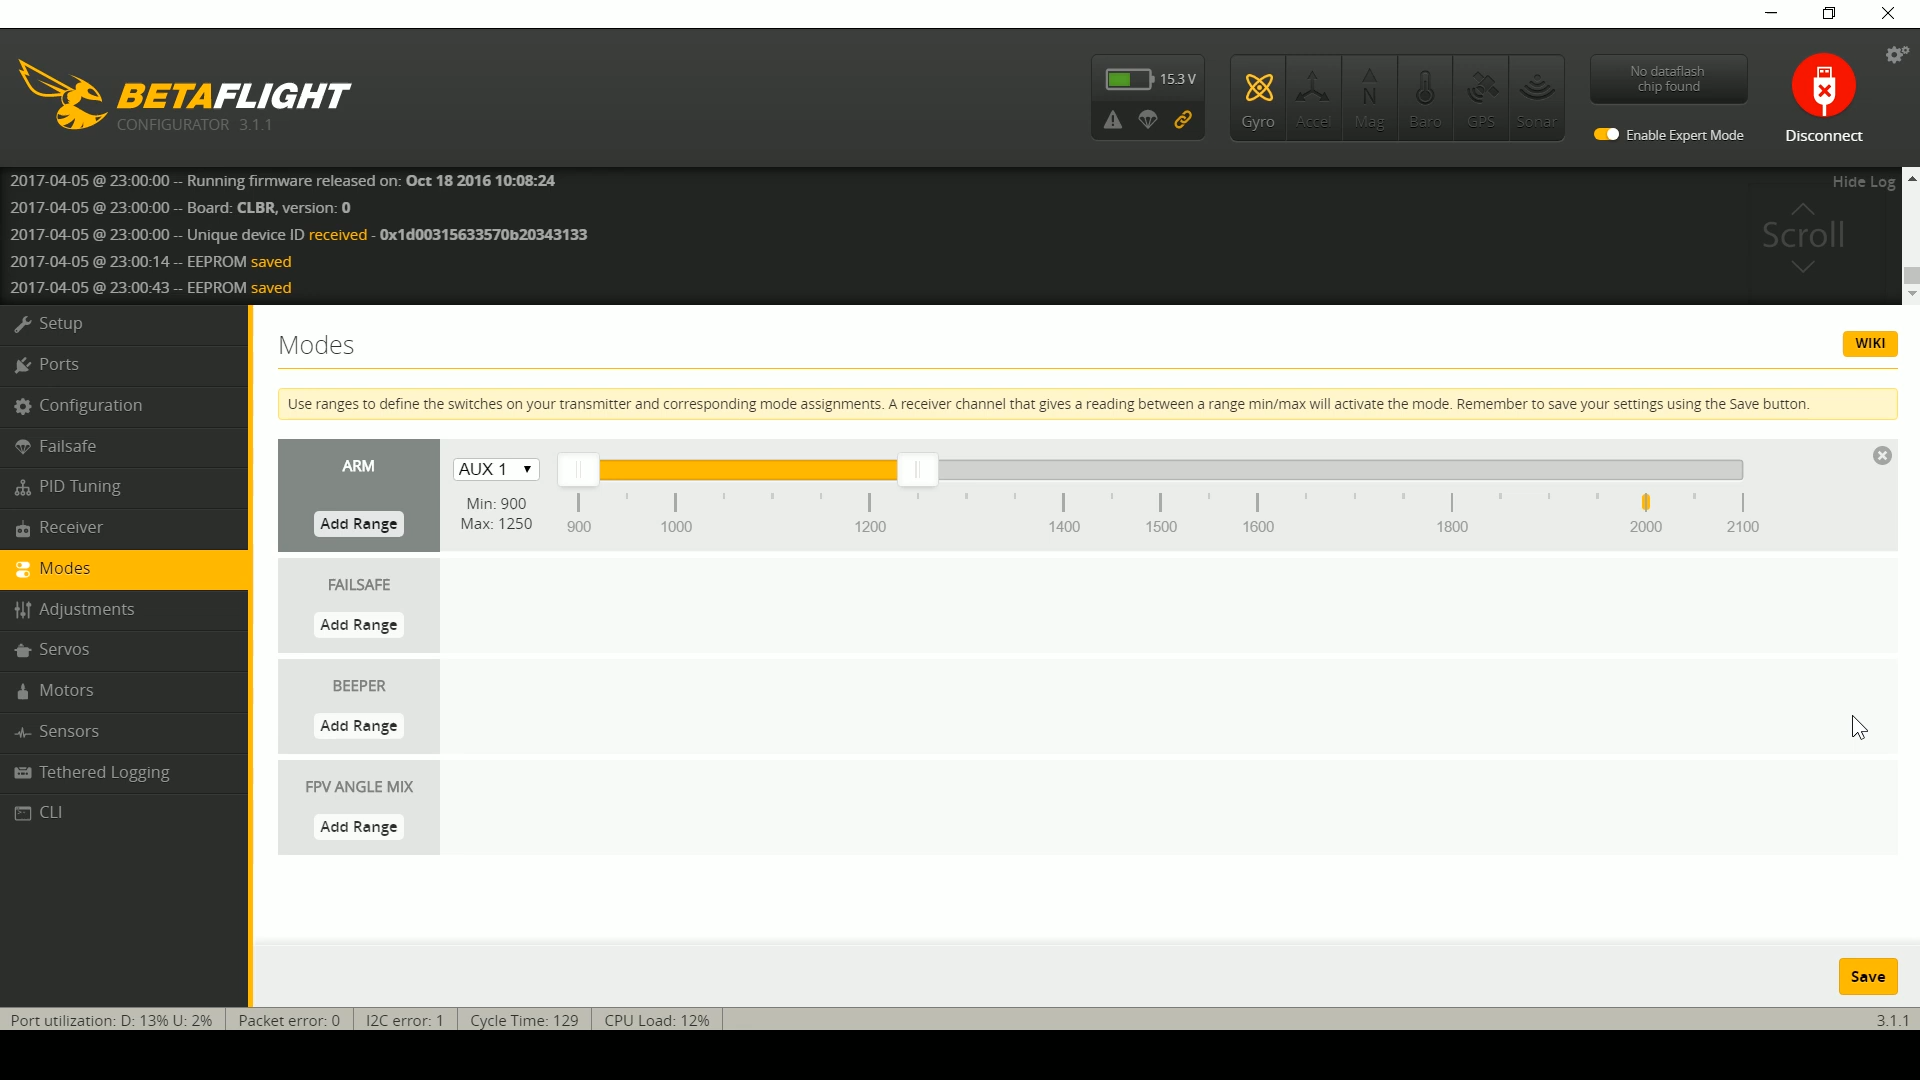 BETAFLIGHT
CONFIGURATOR 3.1.1
15.3 V
Gyro
Accel
Mag
Baro
GPS
Sonar
No dataflash
chip found
Enable Expert Mode
Disconnect
2017-04-05 @ 23:00:00 -- Running firmware released on: Oct 18 2016 10:08:24
2017-04-05 @ 23:00:00 -- Board: CLBR, version: 0
2017-04-05 @ 23:00:00 -- Unique device ID received - 0x1d00315633570b20343133
2017-04-05 @ 23:00:14 -- EEPROM saved
2017-04-05 @ 23:00:43 -- EEPROM saved
Hide Log
Scroll
Setup
Ports
Configuration
Failsafe
PID Tuning
Receiver
Modes
Adjustments
Servos
Motors
Sensors
Tethered Logging
CLI
Modes
WIKI
Use ranges to define the switches on your transmitter and corresponding mode assignments. A receiver channel that gives a reading between a range min/max will activate the mode. Remember to save your settings using the Save button.
ARM
Add Range
AUX 1
Min: 900
Max: 1250
900 1000 1200 1400 1500 1600 1800 2000 2100
FAILSAFE
Add Range
BEEPER
Add Range
FPV ANGLE MIX
Add Range
Save
Port utilization: D: 13% U: 2% Packet error: 0 I2C error: 1 Cycle Time: 129 CPU Load: 12% 3.1.1